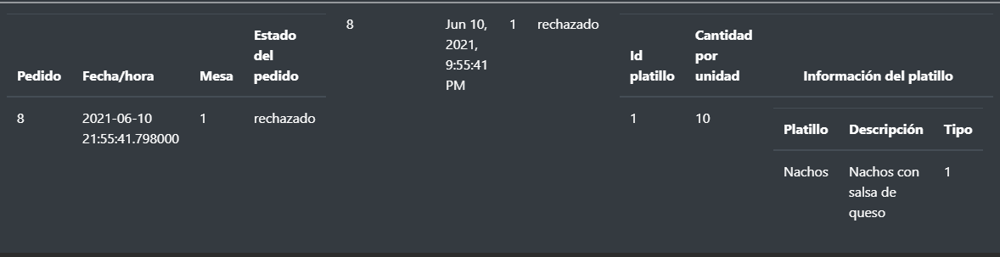 Pedido Fecha/hora Mesa Estado
del
pedido
8 2021-06-10
21:55:41.798000 1 rechazado
8 Jun 10,
2021,
9:55:41
PM 1 rechazado
Id
platillo Cantidad
por
unidad Información del platillo
1 10
Platillo Descripción Tipo
Nachos Nachos con
salsa de
queso 1